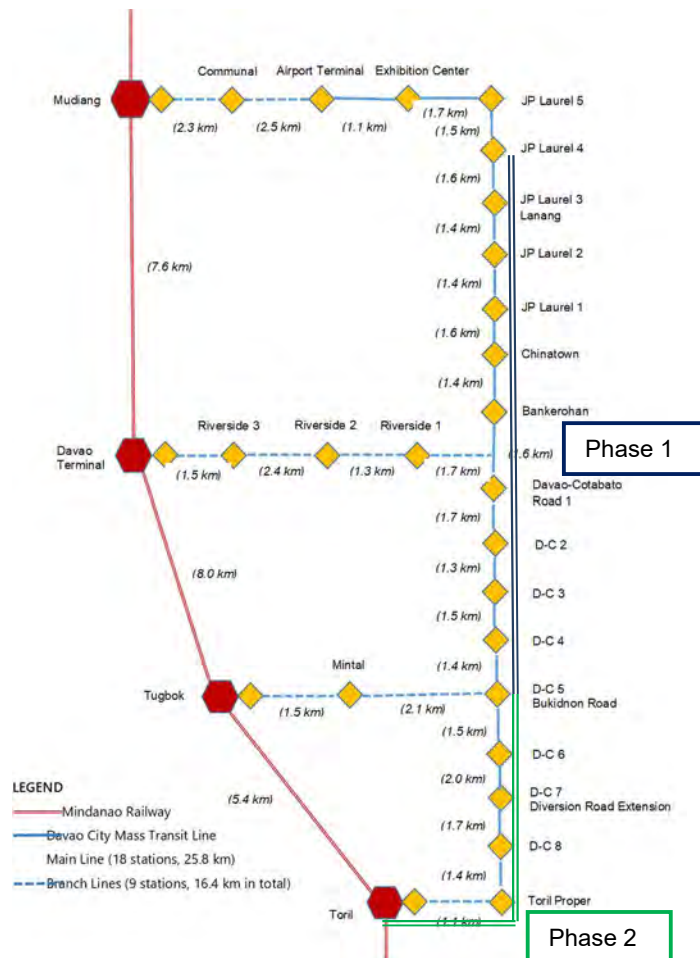 Communal
Airport Terminal
Exhibition Center
Mudiang
JP Laurel 5
(2.3 km)
(2.5 km)
(1.1 km)
(1.7 km)
(1.5 km)
JP Laurel 4
(1.6 km)
JP Laurel 3
Lanang
(1.4 km)
JP Laurel 2
(7.6 km)
(1.4 km)
JP Laurel 1
(1.6 km)
Chinatown
(1.4 km)
Bankerohan
Riverside 3
Riverside 2
Riverside 1
Phase 1
Davao
Terminal
(1.6 km)
(1.5 km)
(2.4 km)
(1.3 km)
(1.7 km)
Davao-Cotabato
Road 1
(1.7 km)
D-C 2
(8.0 km)
(1.3 km)
D-C 3
(1.5 km)
D-C 4
Mintal
(1.4 km)
Tugbok
D-C 5
Bukidnon Road
(1.5 km)
(2.1 km)
(1.5 km)
D-C 6
(2.0 km)
D-C 7
Diversion Road Extension
(5.4 km)
(1.7 km)
D-C 8
LEGEND
Mindanao Railway
Davao City Mass Transit Line
Main Line (18 stations, 25.8 km)
Branch Lines (9 stations, 16.4 km in total)
(1.4 km)
Toril
Toril Proper
(1.1 km)
Phase 2